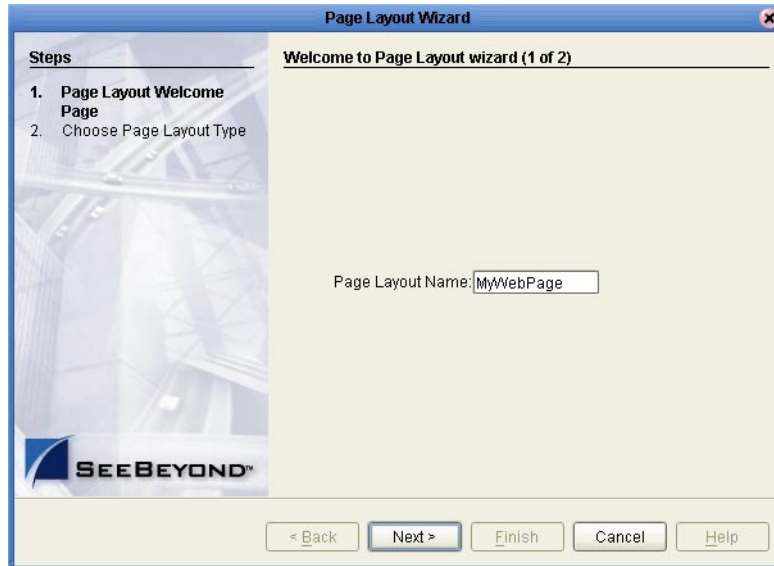 Page Layout Wizard
Steps
1. Page Layout Welcome
Page
2. Choose Page Layout Type
Welcome to Page Layout wizard (1 of 2)
Page Layout Name: MyWebPage
SEEBEYOND™
< Back
Next >
Finish
Cancel
Help